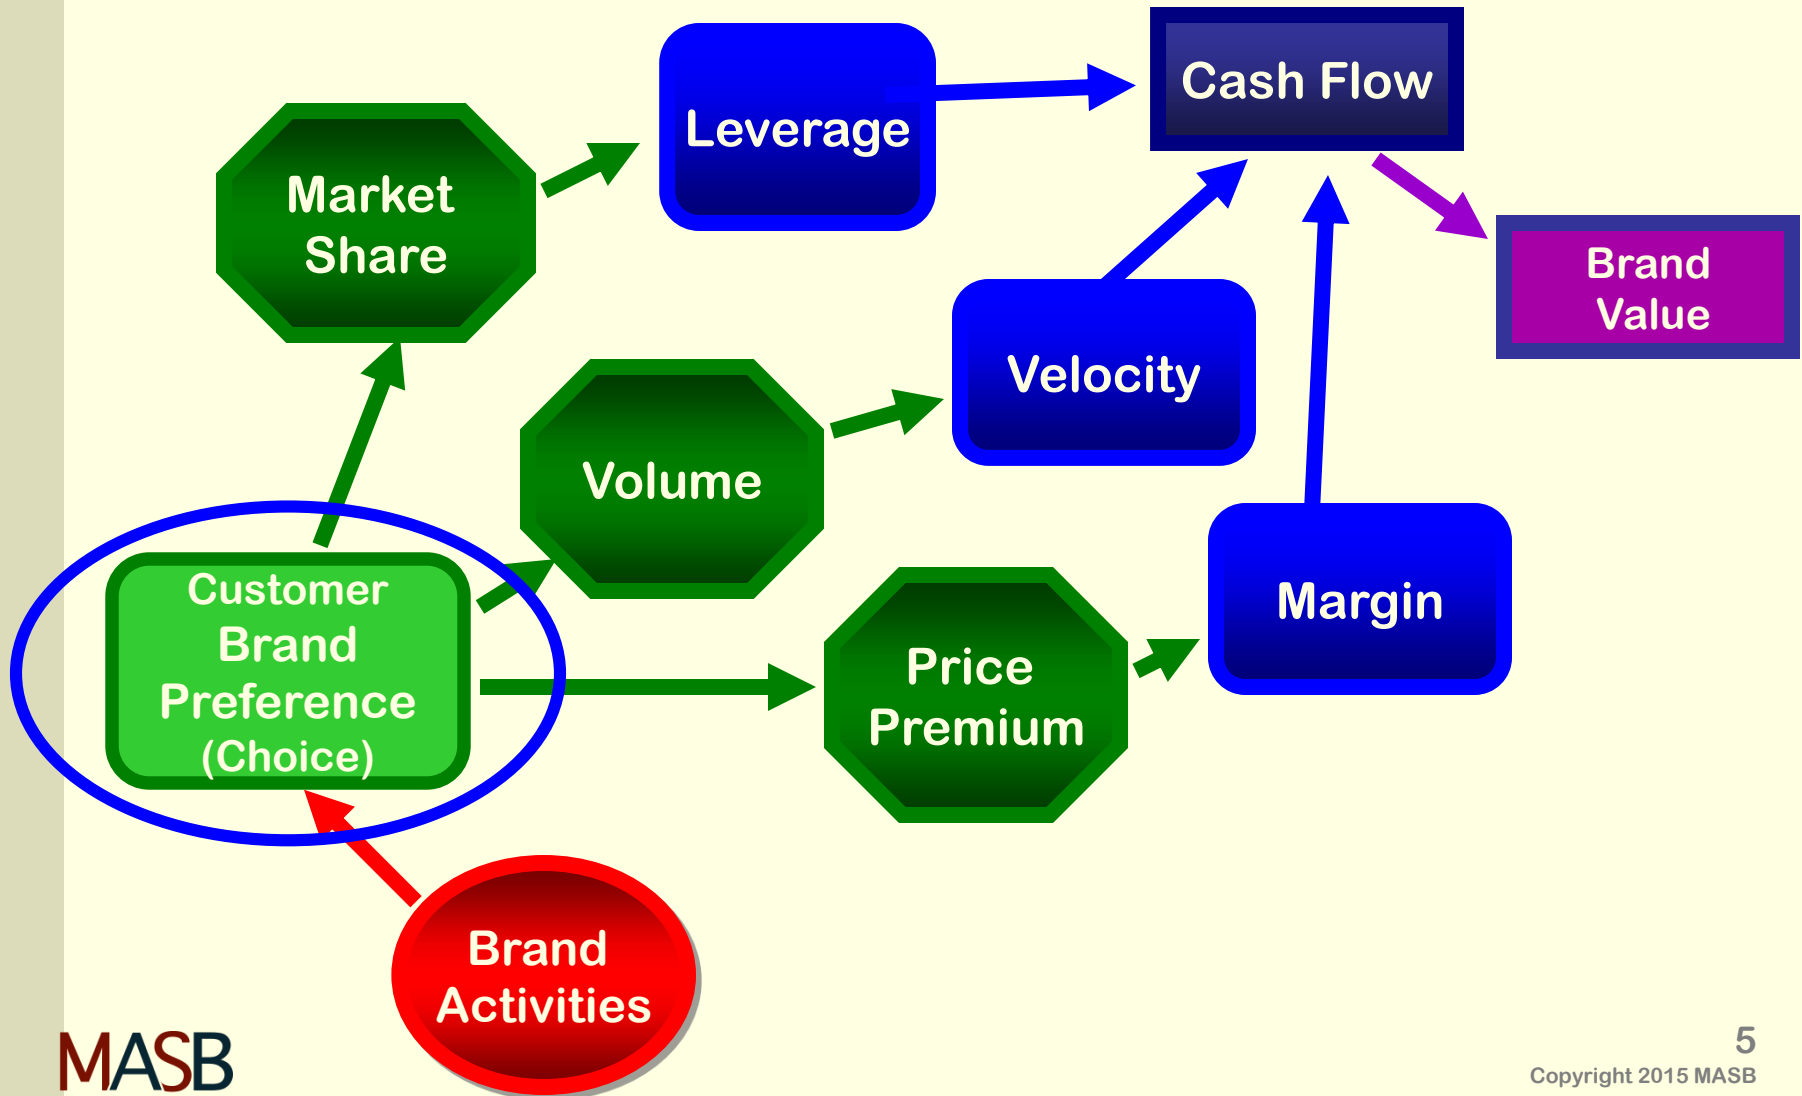 Leverage
Cash Flow
Market
Share
Brand
Value
Velocity
Volume
Customer
Brand
Preference
(Choice)
Margin
Price
Premium
Brand
Activities
MASB
5
Copyright 2015 MASB